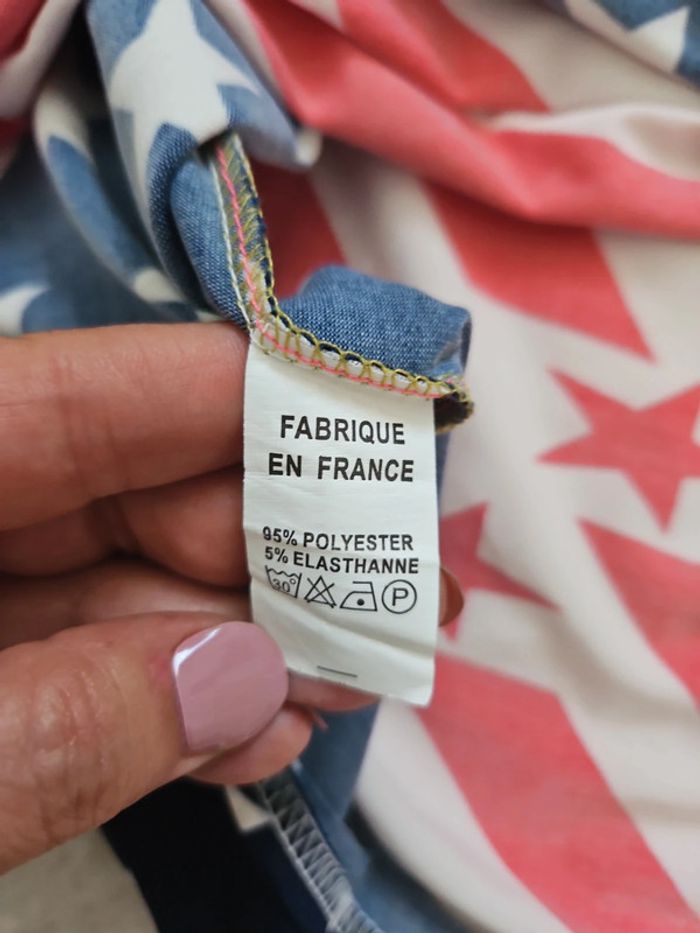 FABRIQUE
EN FRANCE
95% POLYESTER
5% ELASTHANNE
30° P